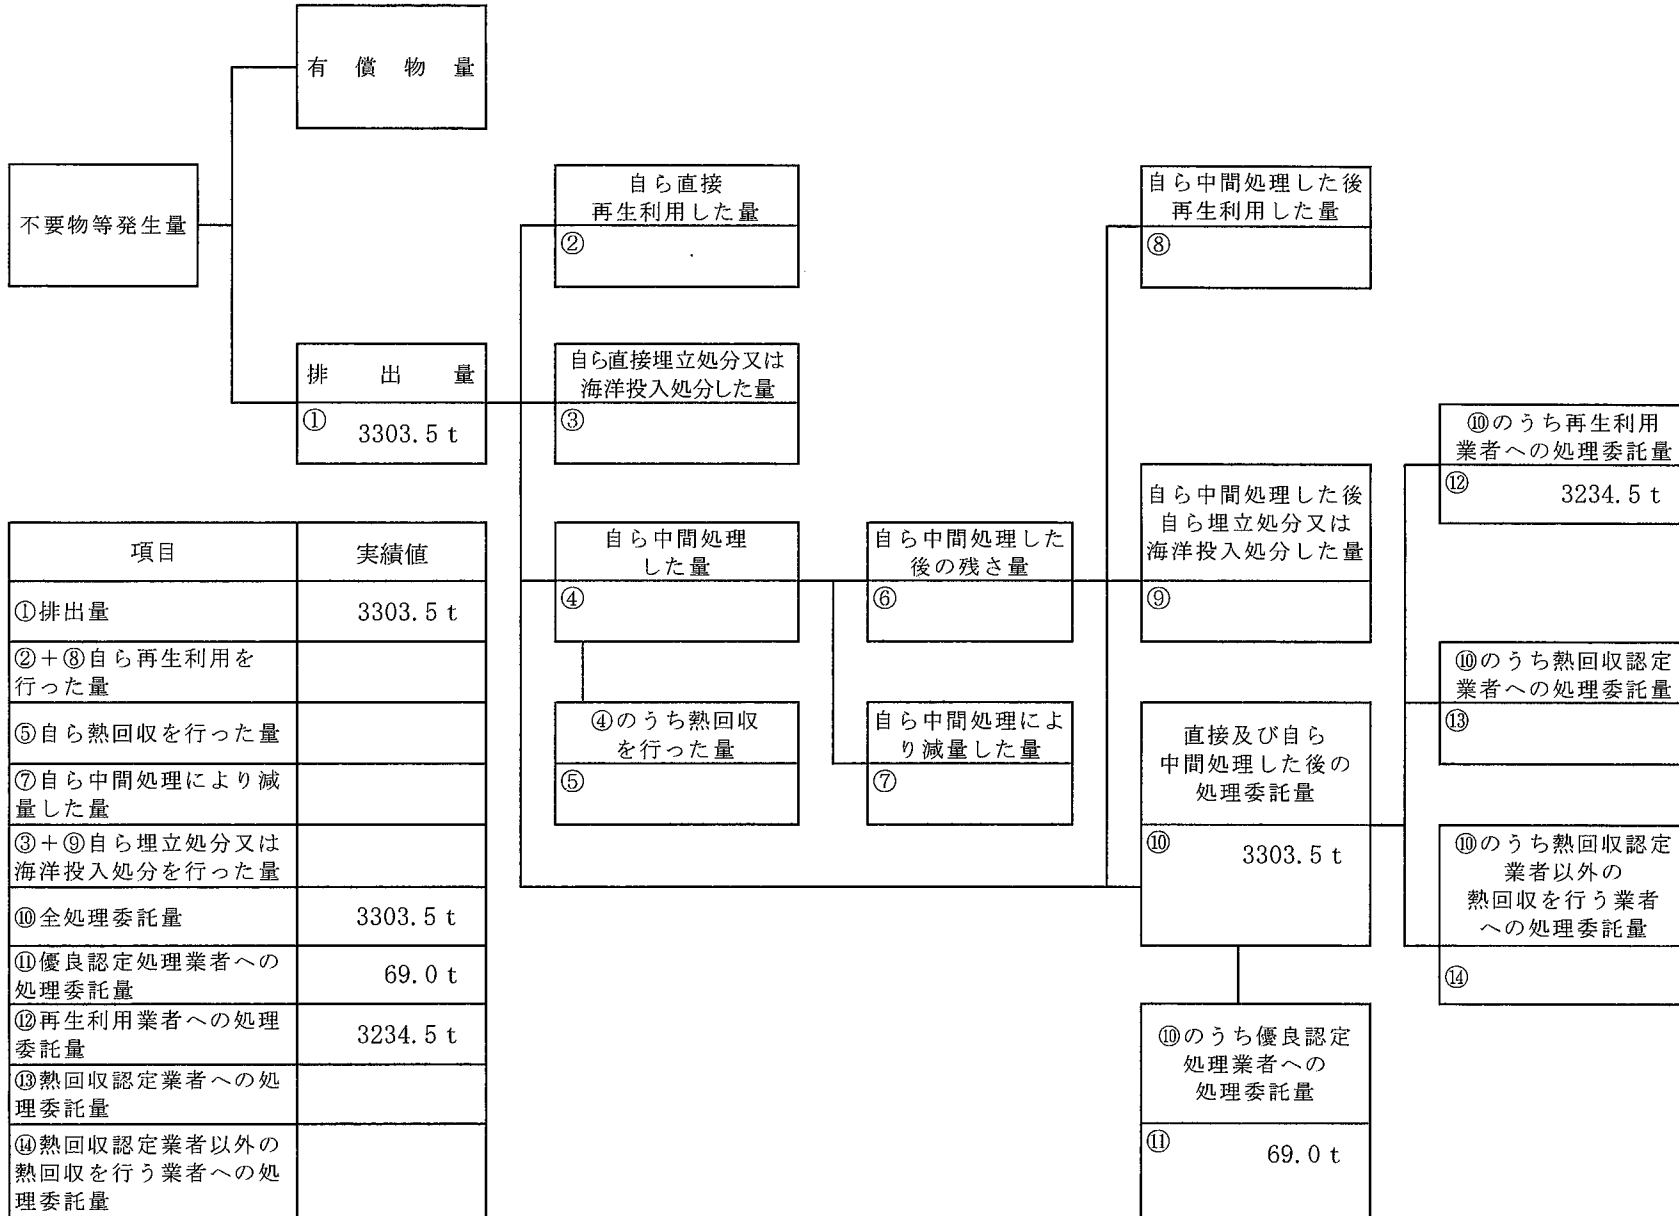 有償物量
不要物等発生量
排出量
①
3303.5 t
自ら直接
再生利用した量
②
自ら直接埋立処分又は
海洋投入処分した量
③
自ら中間処理
した量
④
④のうち熱回収
を行った量
⑤
自ら中間処理した
後の残さ量
⑥
自ら中間処理によ
り減量した量
⑦
自ら中間処理した後
再生利用した量
⑧
自ら中間処理した後
自ら埋立処分又は
海洋投入処分した量
⑨
直接及び自ら
中間処理した後の
処理委託量
⑩
3303.5 t
⑩のうち優良認定
処理業者への
処理委託量
⑪
69.0 t
⑩のうち再生利用
業者への処理委託量
⑫
3234.5 t
⑩のうち熱回収認定
業者への処理委託量
⑬
⑩のうち熱回収認定
業者以外の
熱回収を行う業者
への処理委託量
⑭
項目 実績値
①排出量 3303.5 t
②+⑧自ら再生利用を
行った量
⑤自ら熱回収を行った量
⑦自ら中間処理により減
量した量
③+⑨自ら埋立処分又は
海洋投入処分を行った量
⑩全処理委託量 3303.5 t
⑪優良認定処理業者への
処理委託量 69.0 t
⑫再生利用業者への処理
委託量 3234.5 t
⑬熱回収認定業者への処
理委託量
⑭熱回収認定業者以外の
熱回収を行う業者への処
理委託量